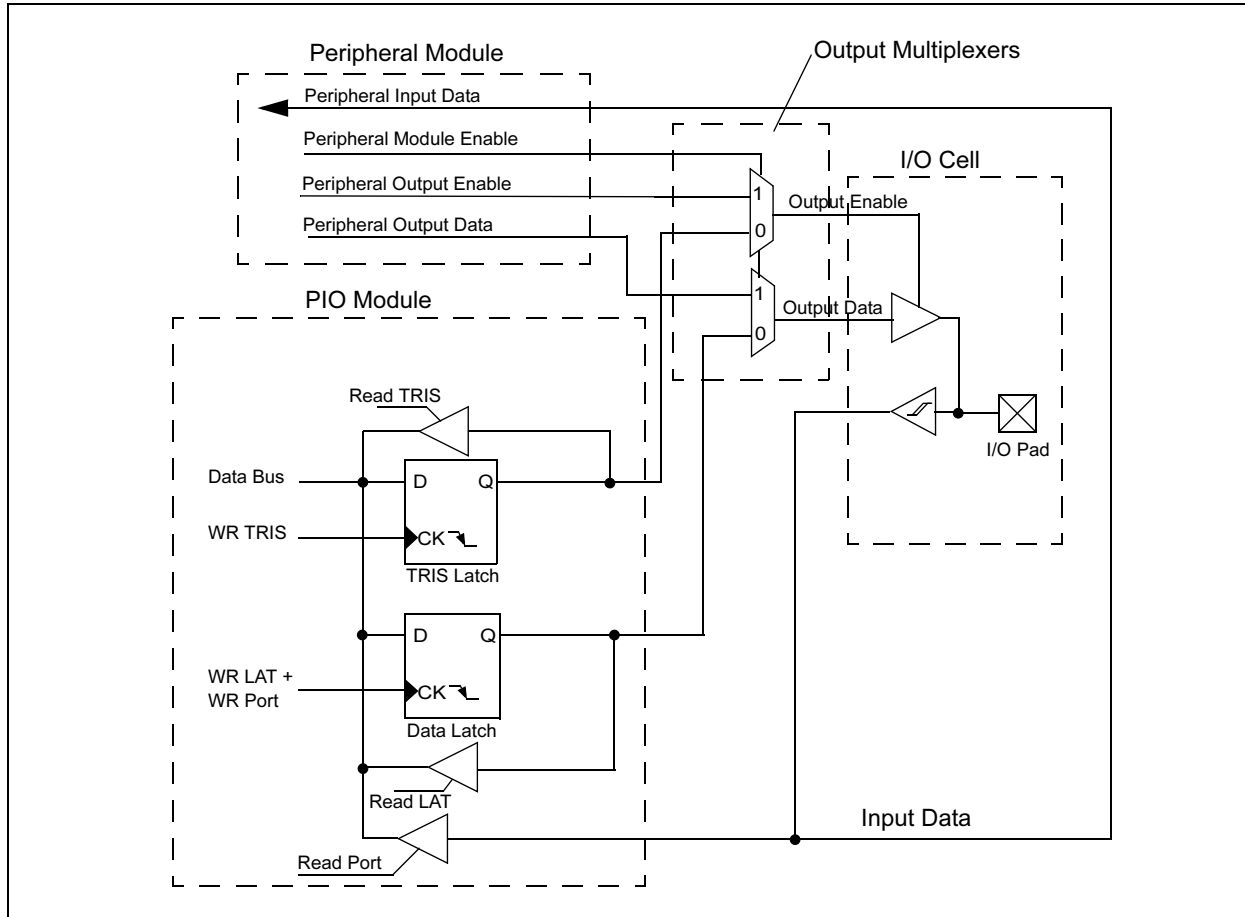 Peripheral Module
Output Multiplexers
Peripheral Input Data
Peripheral Module Enable
I/O Cell
Peripheral Output Enable
1
Output Enable
Peripheral Output Data
0
PIO Module
1
Output Data
0
Read TRIS
I/O Pad
Data Bus
D
Q
WR TRIS
CK
TRIS Latch
D
Q
WR LAT +
WR Port
CK
Data Latch
Read LAT
Input Data
Read Port